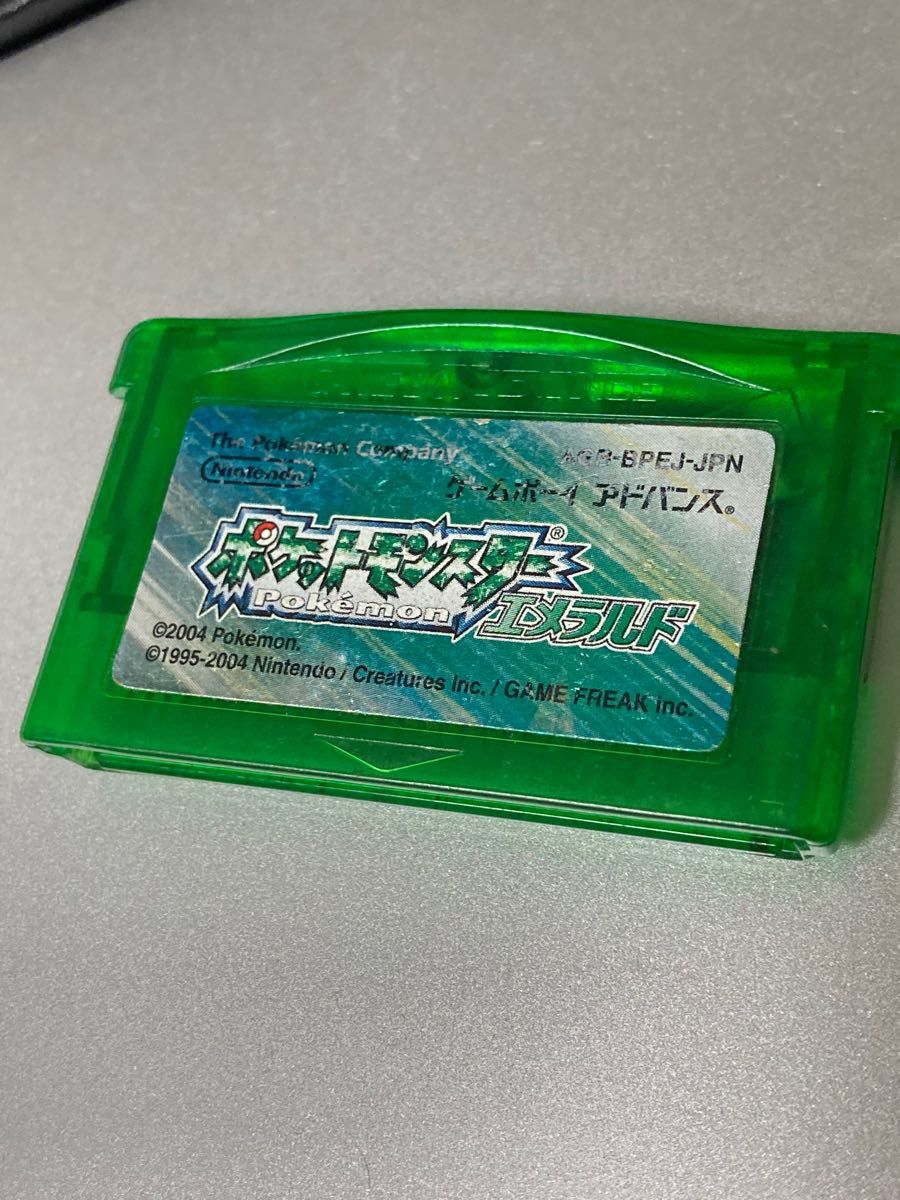 The Pokémon Company
Nintendo
AGB-BPEJ-JPN
ゲームボーイ アドバンス®
ポケットモンスター®
Pokémon
エメラルド
©2004 Pokémon.
©1995-2004 Nintendo / Creatures Inc. / GAME FREAK inc.